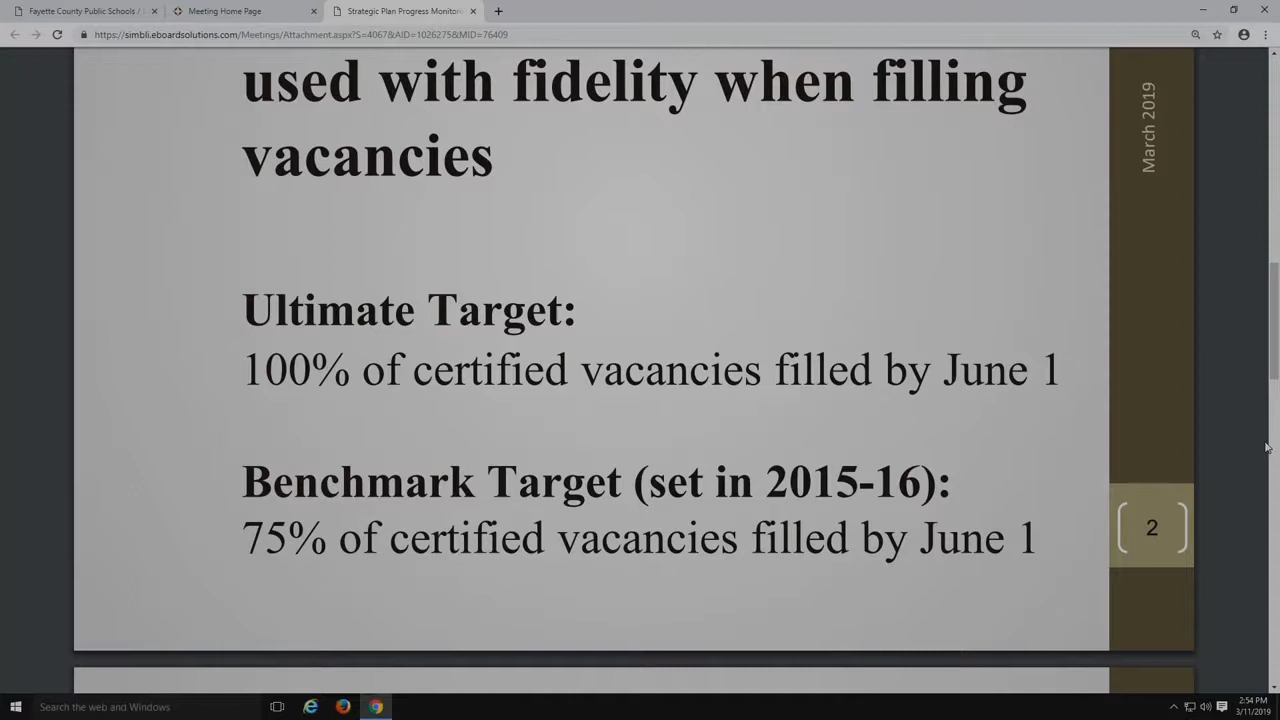 Fayette County Public Schools /
Meeting Home Page
Strategic Plan Progress Monitor
https://simbli.eboardsolutions.com/Meetings/Attachment.aspx?S=4067&AID=1026275&MID=76409
used with fidelity when filling
vacancies
March 2019
Ultimate Target:
100% of certified vacancies filled by June 1
Benchmark Target (set in 2015-16):
75% of certified vacancies filled by June 1
2
Search the web and Windows
2:54 PM
3/11/2019